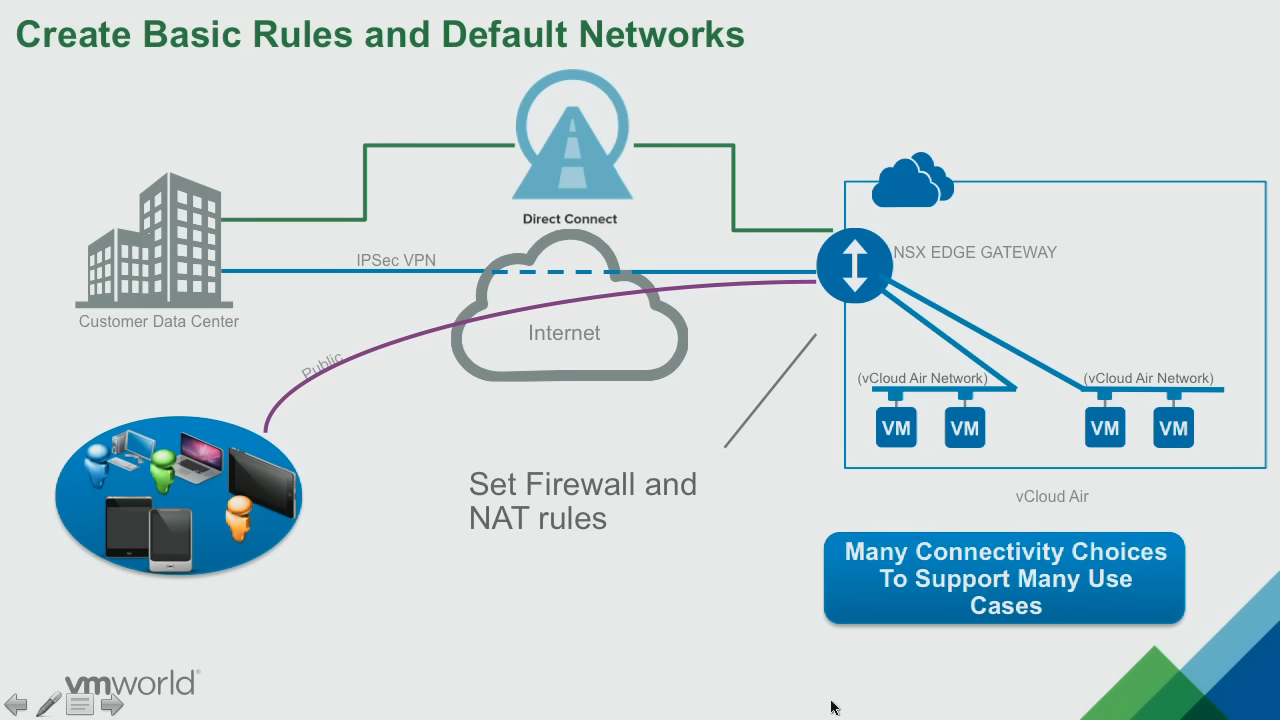 Create Basic Rules and Default Networks
Direct Connect
NSX EDGE GATEWAY
IPSec VPN
Customer Data Center
Internet
Public
(vCloud Air Network)
(vCloud Air Network)
VM
VM
VM
VM
Set Firewall and
NAT rules
vCloud Air
Many Connectivity Choices
To Support Many Use
Cases
vmworld®